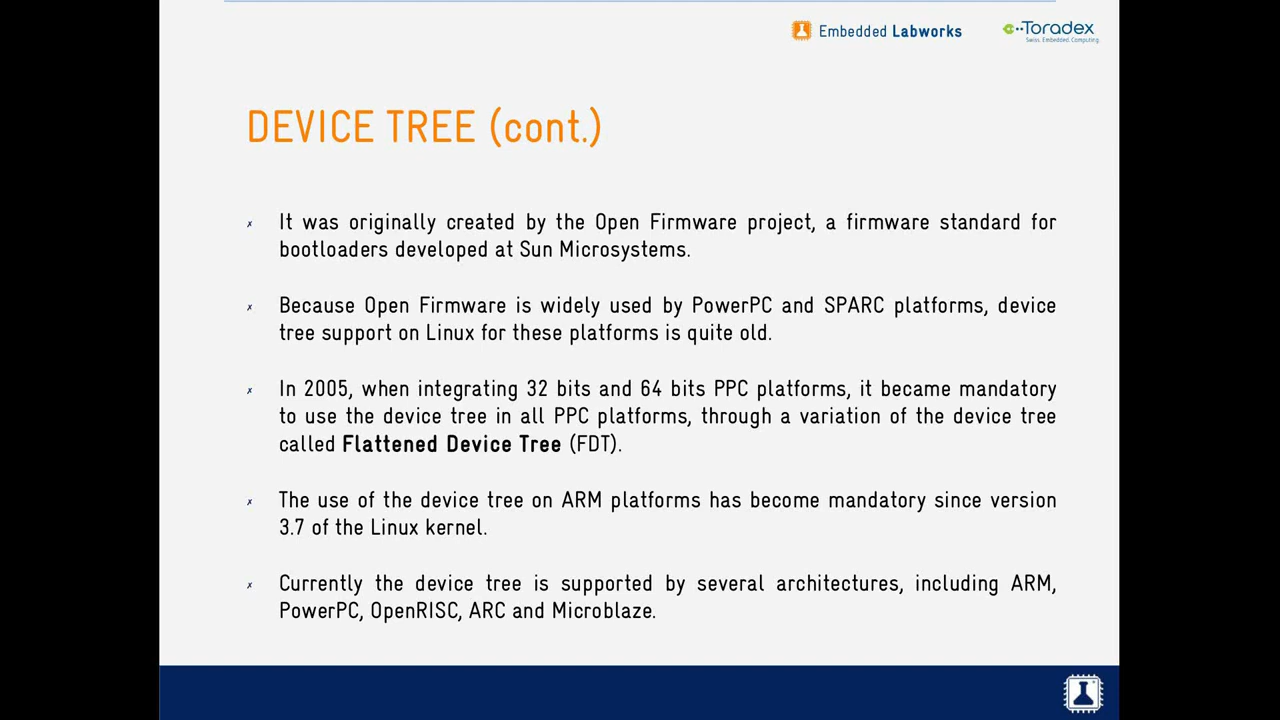 Embedded Labworks
Toradex
Swiss. Embedded. Computing.
DEVICE TREE (cont.)
It was originally created by the Open Firmware project, a firmware standard for
bootloaders developed at Sun Microsystems.
Because Open Firmware is widely used by PowerPC and SPARC platforms, device
tree support on Linux for these platforms is quite old.
In 2005, when integrating 32 bits and 64 bits PPC platforms, it became mandatory
to use the device tree in all PPC platforms, through a variation of the device tree
called Flattened Device Tree (FDT).
The use of the device tree on ARM platforms has become mandatory since version
3.7 of the Linux kernel.
Currently the device tree is supported by several architectures, including ARM,
PowerPC, OpenRISC, ARC and Microblaze.